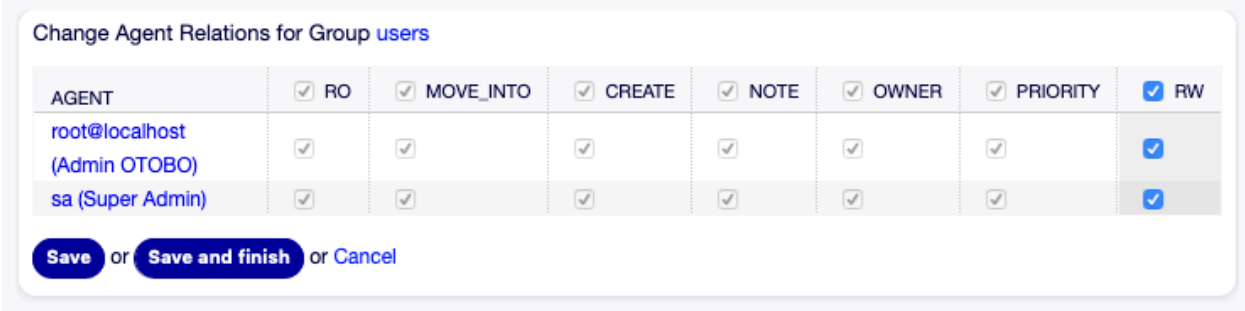 Change Agent Relations for Group users
AGENT RO MOVE_INTO CREATE NOTE OWNER PRIORITY RW
root@localhost
(Admin OTOBO)
sa (Super Admin)
Save or Save and finish or Cancel